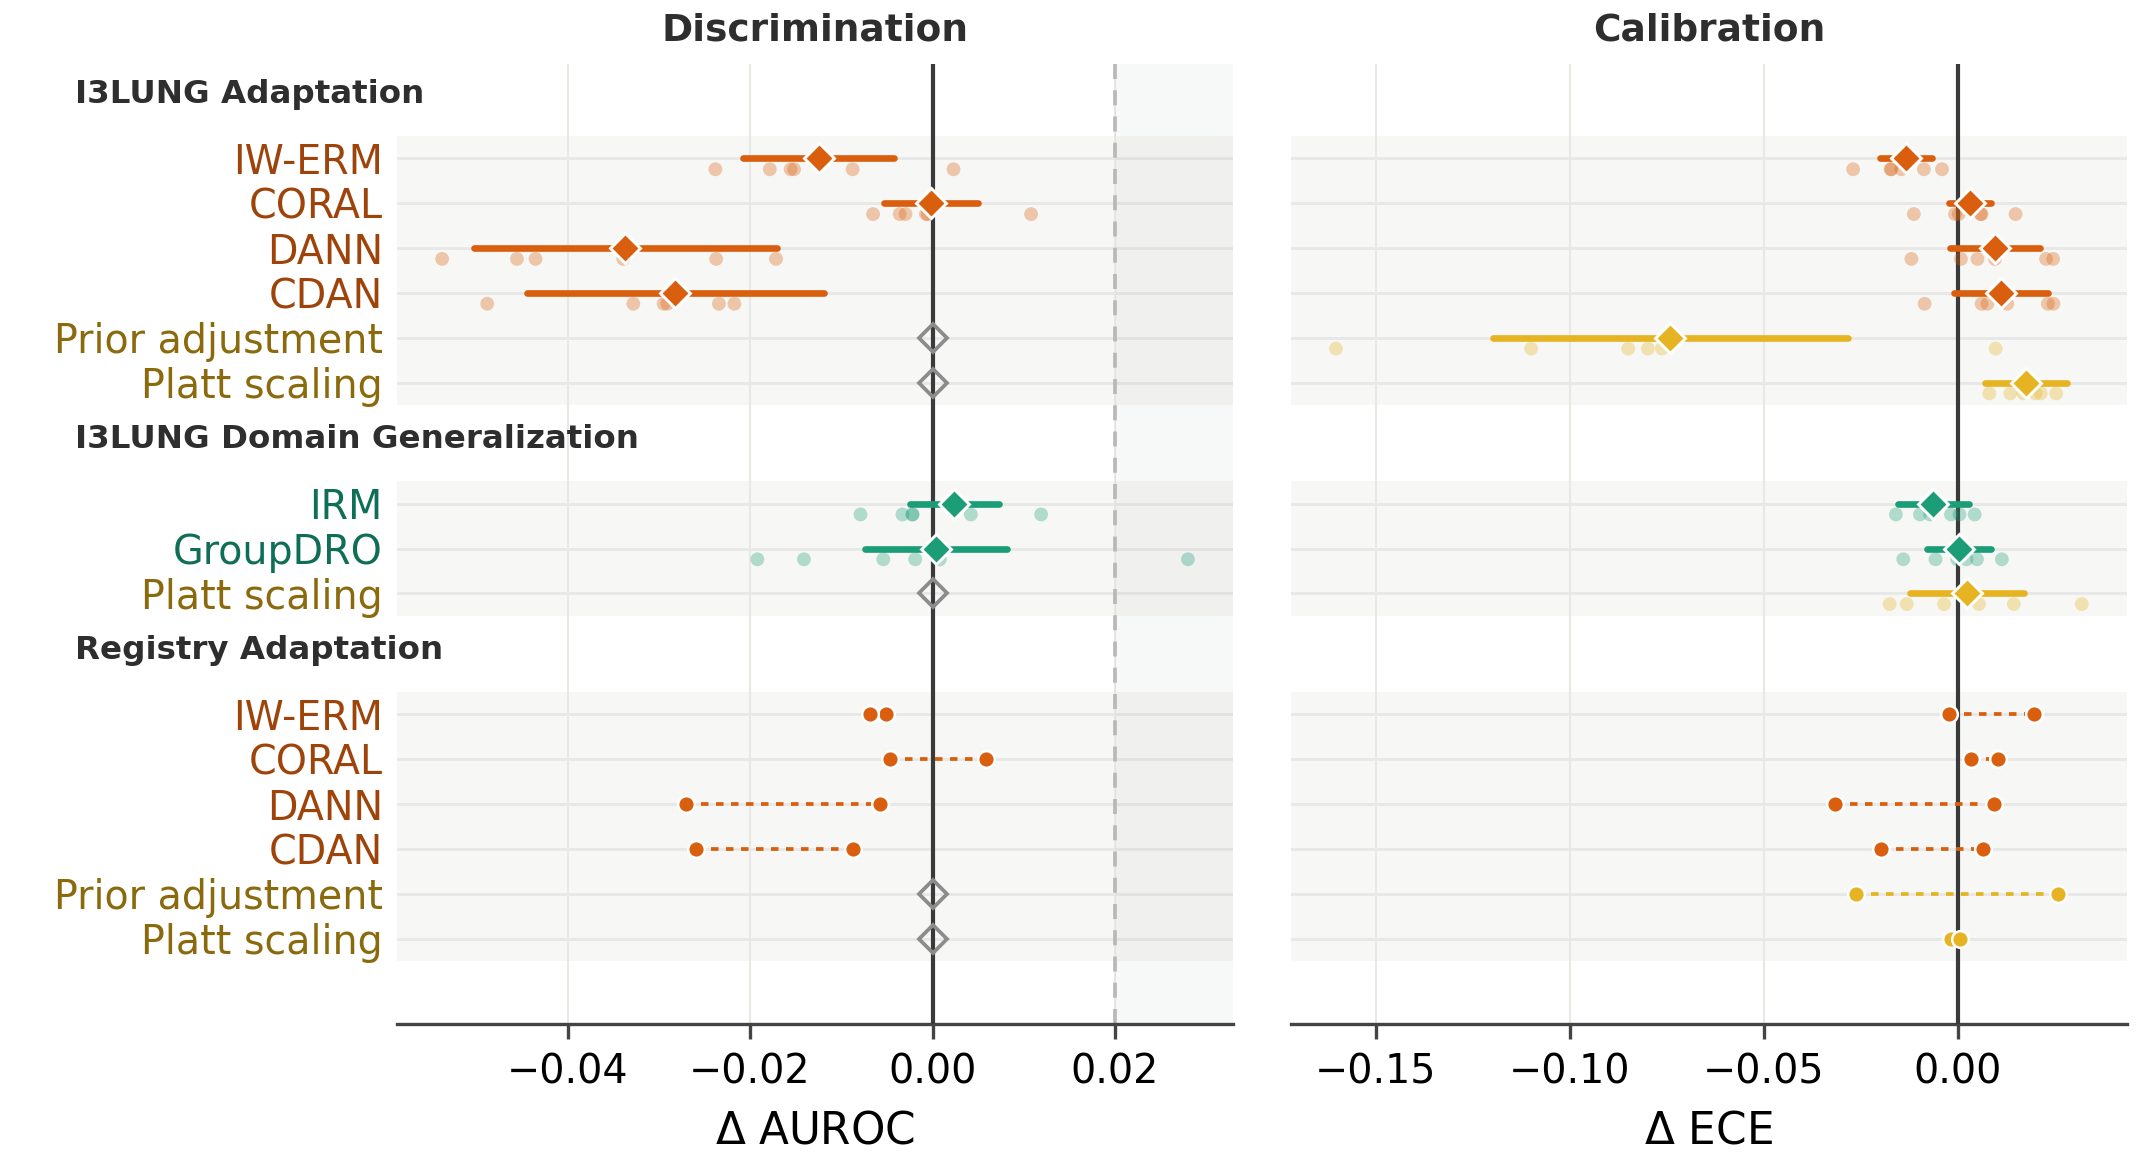 Discrimination
Calibration
I3LUNG Adaptation
IW-ERM
CORAL
DANN
CDAN
Prior adjustment
Platt scaling
I3LUNG Domain Generalization
IRM
GroupDRO
Platt scaling
Registry Adaptation
IW-ERM
CORAL
DANN
CDAN
Prior adjustment
Platt scaling
−0.04 −0.02 0.00 0.02
−0.15 −0.10 −0.05 0.00
Δ AUROC
Δ ECE